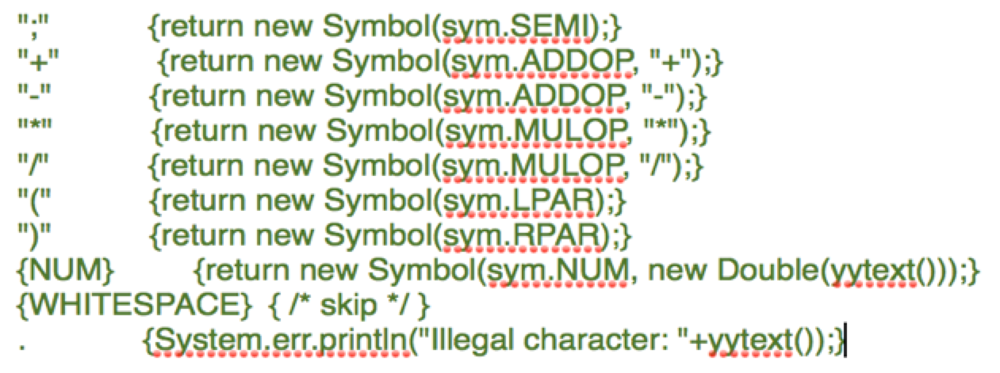 ";" {return new Symbol(sym.SEMI);}
"+" {return new Symbol(sym.ADDOP, "+");}
"-" {return new Symbol(sym.ADDOP, "-");}
"*" {return new Symbol(sym.MULOP, "*");}
"/" {return new Symbol(sym.MULOP, "/");}
"(" {return new Symbol(sym.LPAR);}
")" {return new Symbol(sym.RPAR);}
{NUM} {return new Symbol(sym.NUM, new Double(yytext()));}
{WHITESPACE} { /* skip */ }
. {System.err.println("Illegal character: "+yytext());}